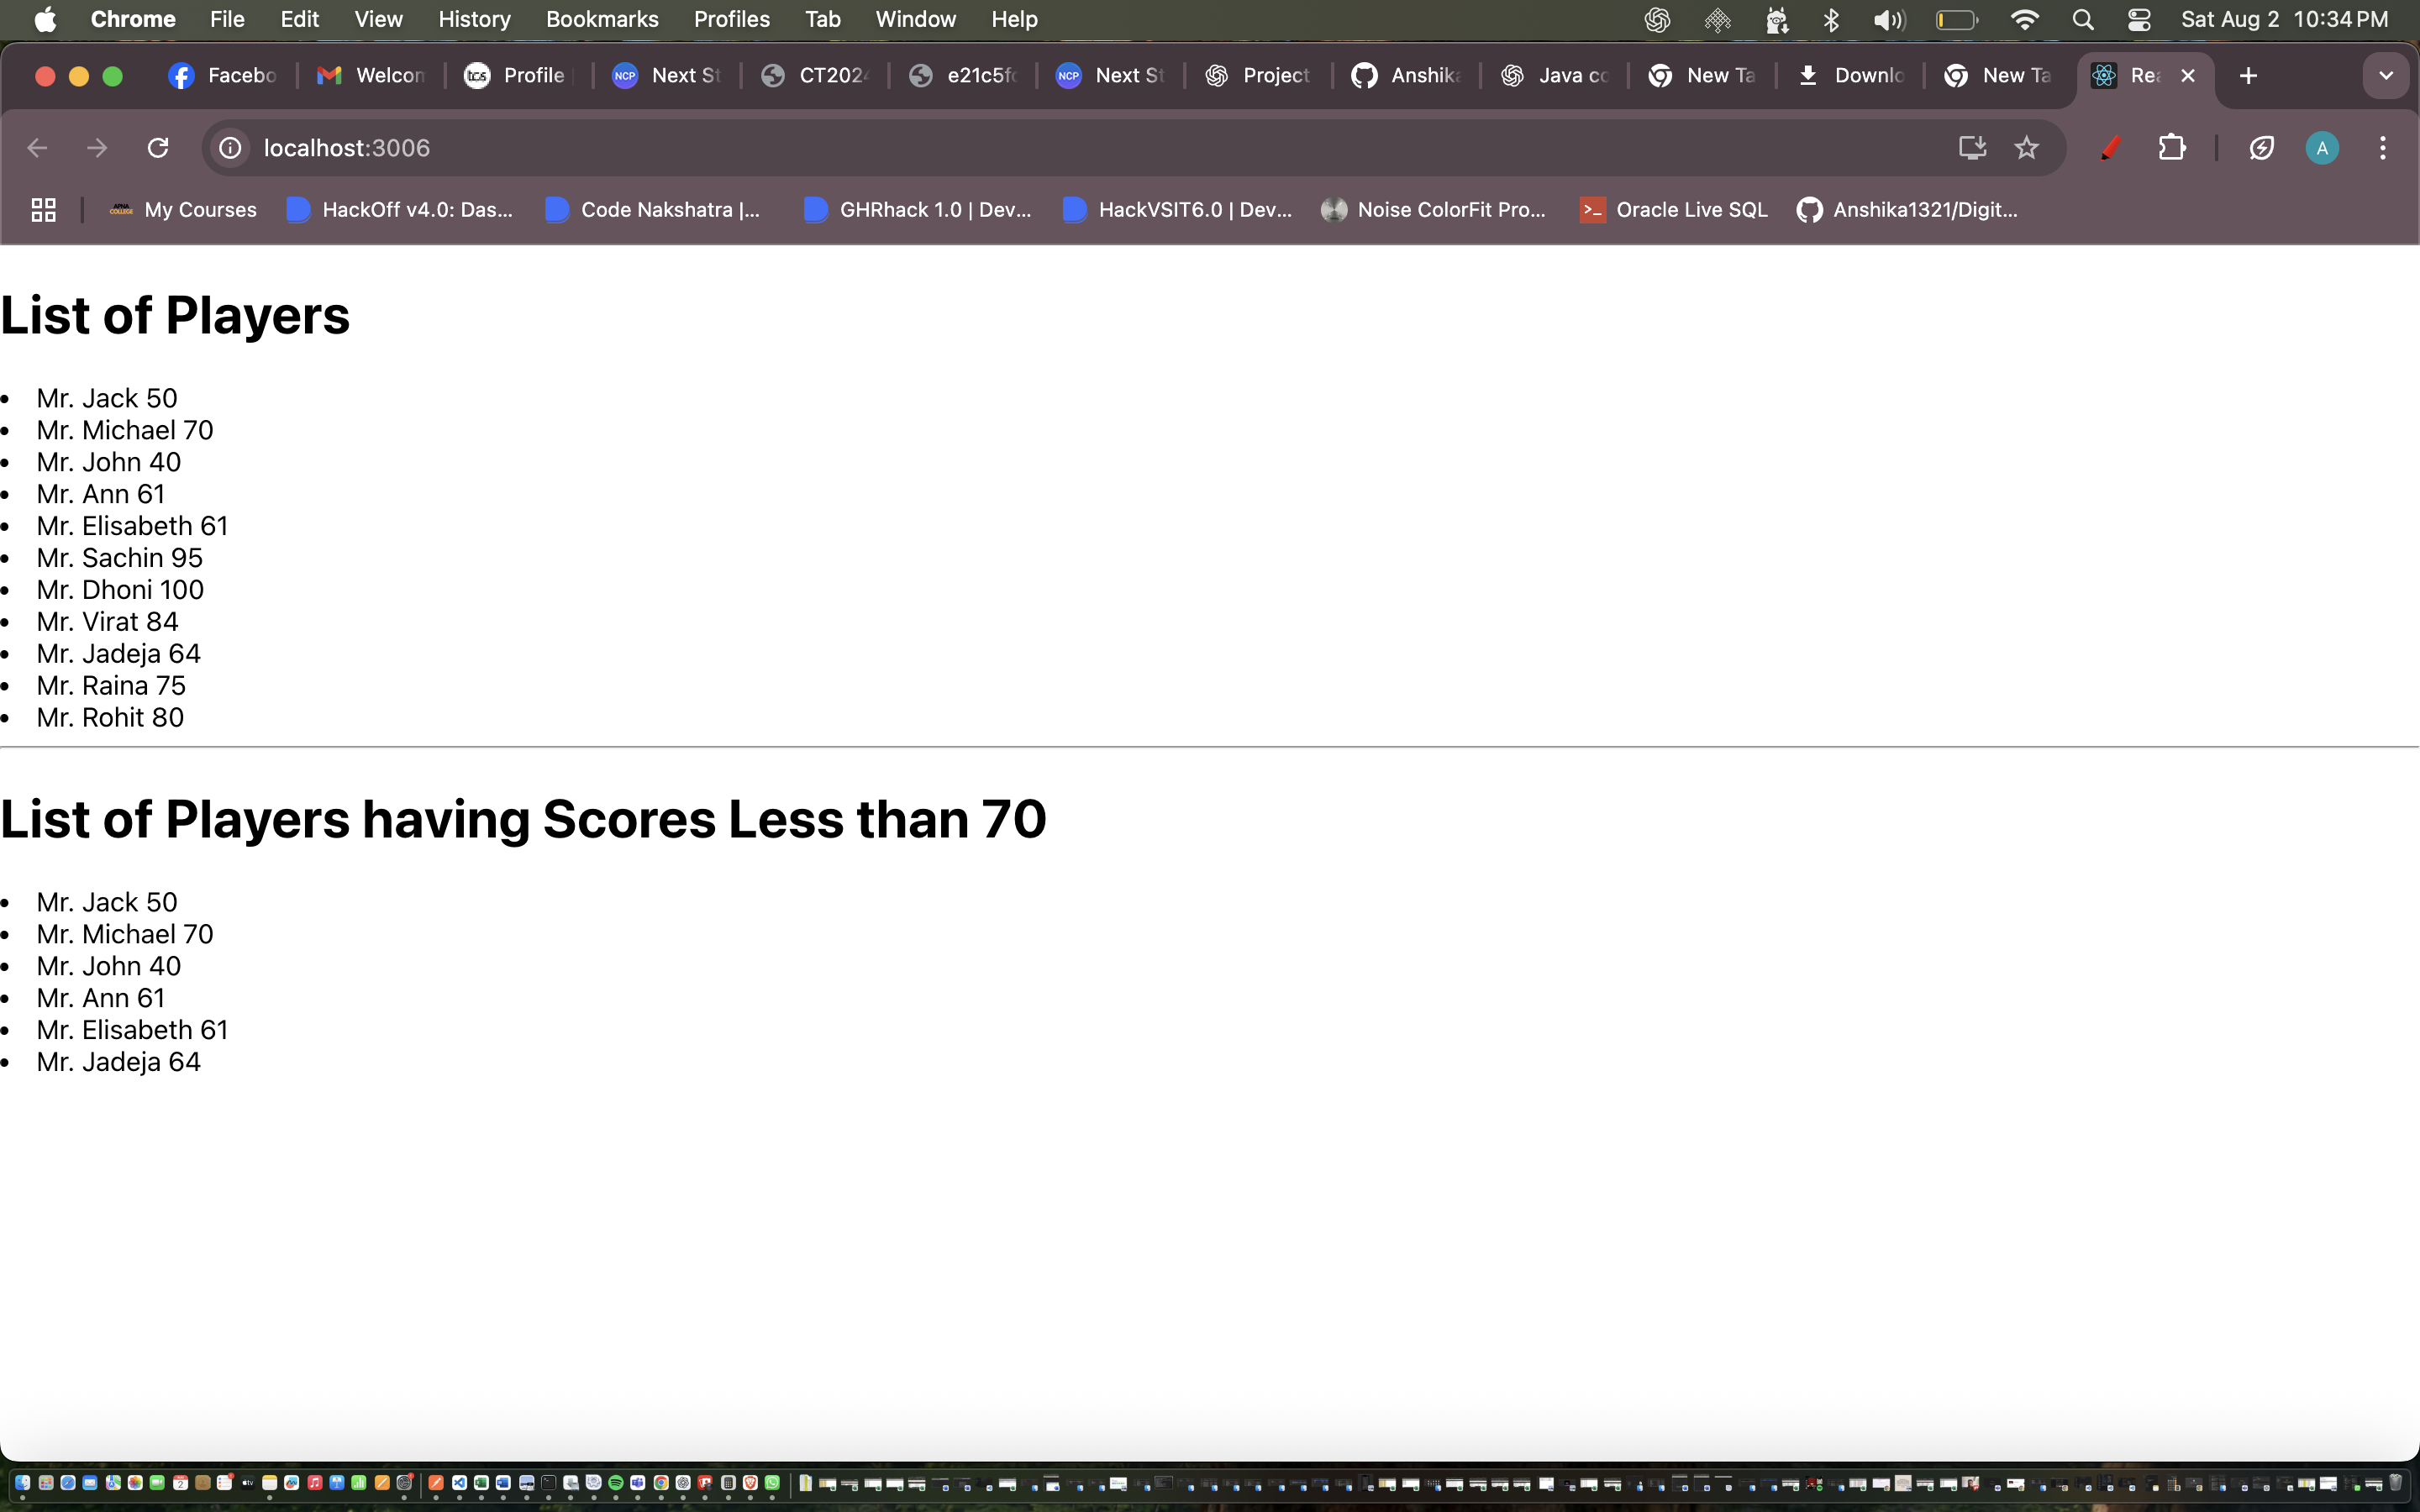 Chrome File Edit View History Bookmarks Profiles Tab Window Help Sat Aug 2 10:34 PM
Facebo Welcom Profile Next St CT202 e21c5f Next St Project Anshik Java co New Ta Downlo New Ta Rea
localhost:3006 A
My Courses HackOff v4.0: Das... Code Nakshatra |... GHRhack 1.0 | Dev... HackVSIT6.0 | Dev... Noise ColorFit Pro... Oracle Live SQL Anshika1321/Digit...
List of Players
Mr. Jack 50
Mr. Michael 70
Mr. John 40
Mr. Ann 61
Mr. Elisabeth 61
Mr. Sachin 95
Mr. Dhoni 100
Mr. Virat 84
Mr. Jadeja 64
Mr. Raina 75
Mr. Rohit 80
List of Players having Scores Less than 70
Mr. Jack 50
Mr. Michael 70
Mr. John 40
Mr. Ann 61
Mr. Elisabeth 61
Mr. Jadeja 64